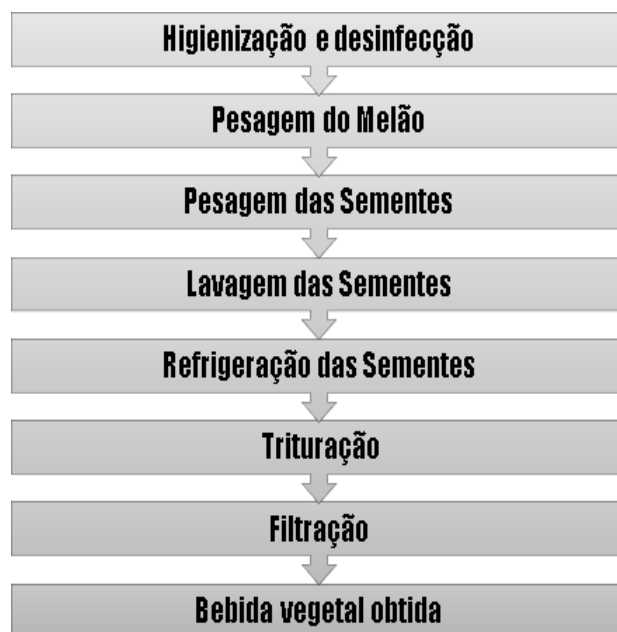 Higienização e desinfecção
Pesagem do Melão
Pesagem das Sementes
Lavagem das Sementes
Refrigeração das Sementes
Trituração
Filtração
Bebida vegetal obtida